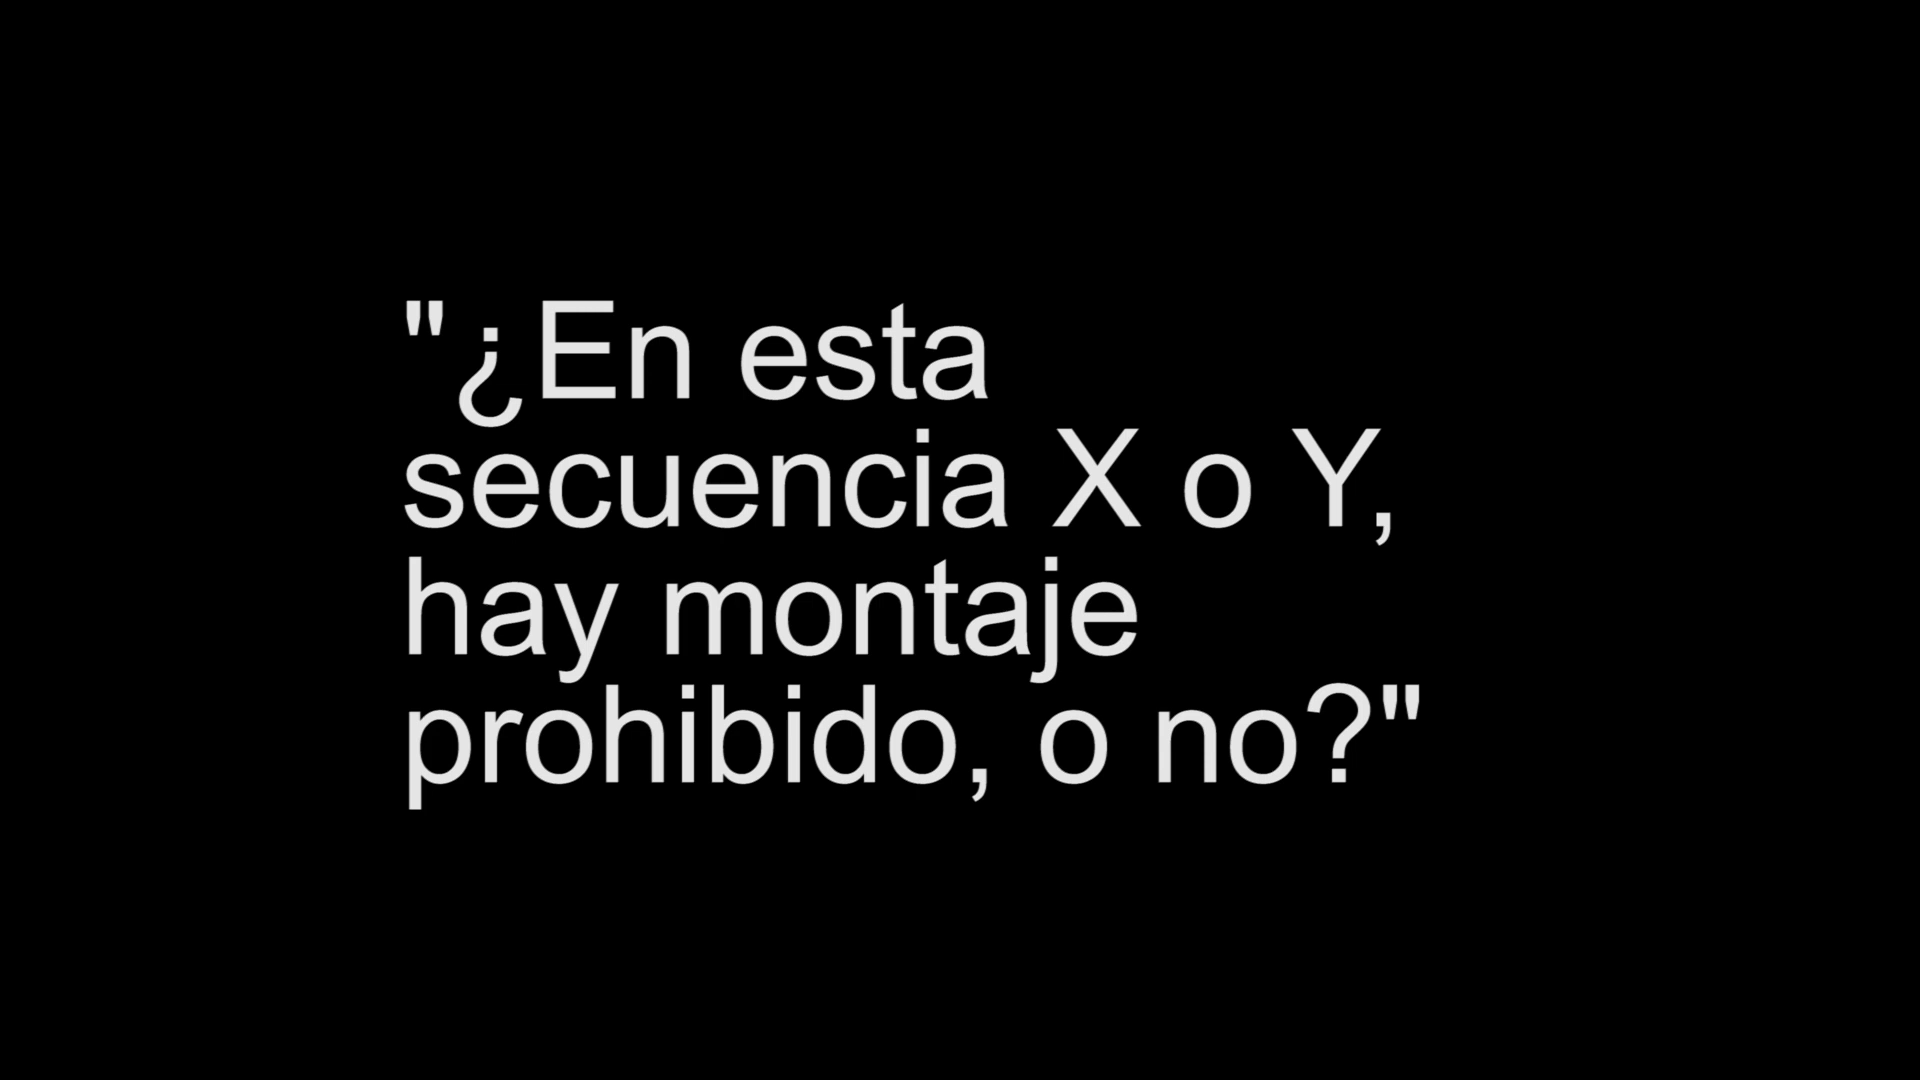 "¿En esta
secuencia X o Y,
hay montaje
prohibido, o no?"